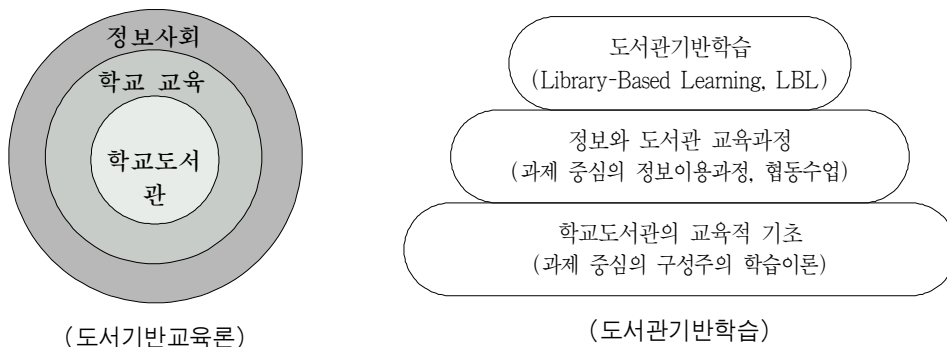 정보사회
학교 교육
학교도서
관
(도서기반교육론)
도서관기반학습
(Library-Based Learning, LBL)
정보와 도서관 교육과정
(과제 중심의 정보이용과정, 협동수업)
학교도서관의 교육적 기초
(과제 중심의 구성주의 학습이론)
(도서관기반학습)